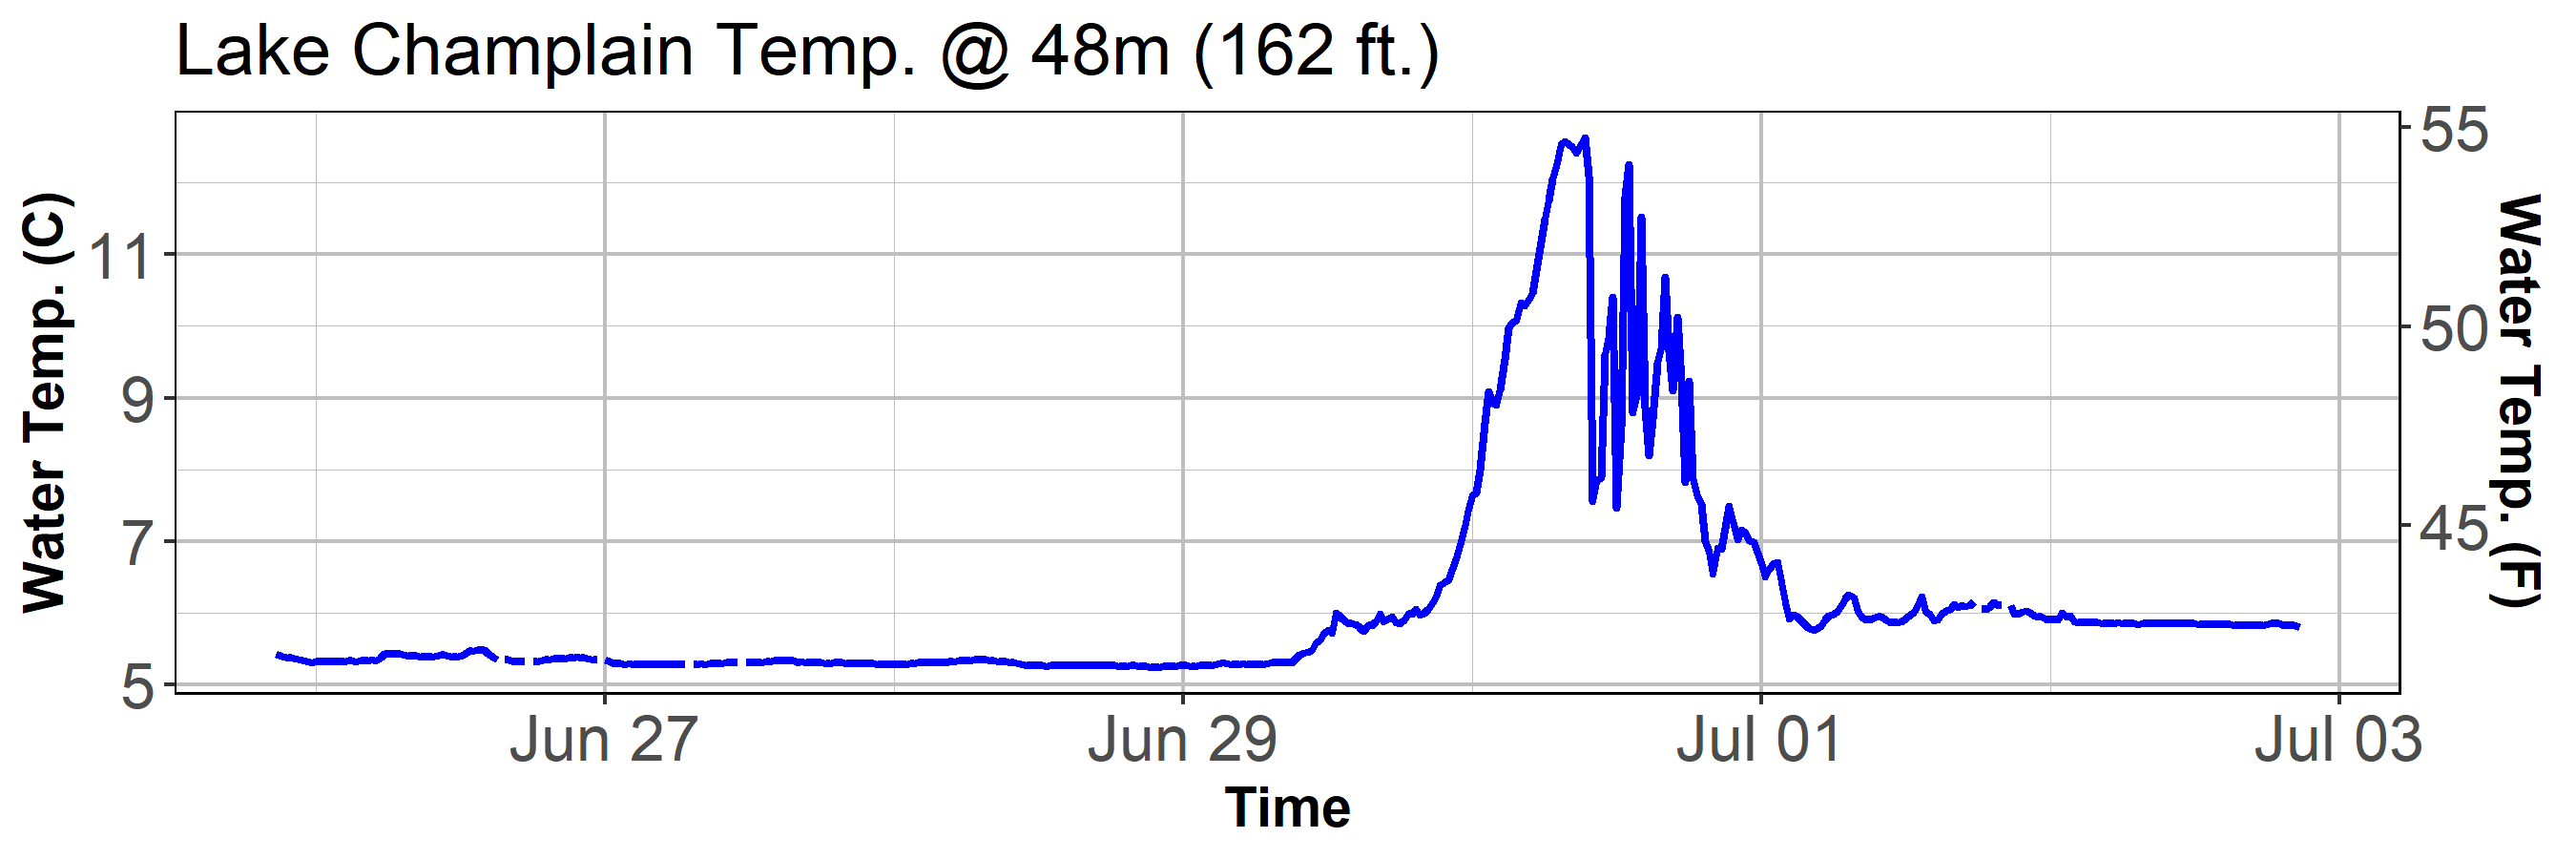 Lake Champlain Temp. @ 48m (162 ft.)
Water Temp. (C)
11
9
7
5
55
50
45
Water Temp. (F)
Jun 27 Jun 29 Jul 01 Jul 03
Time